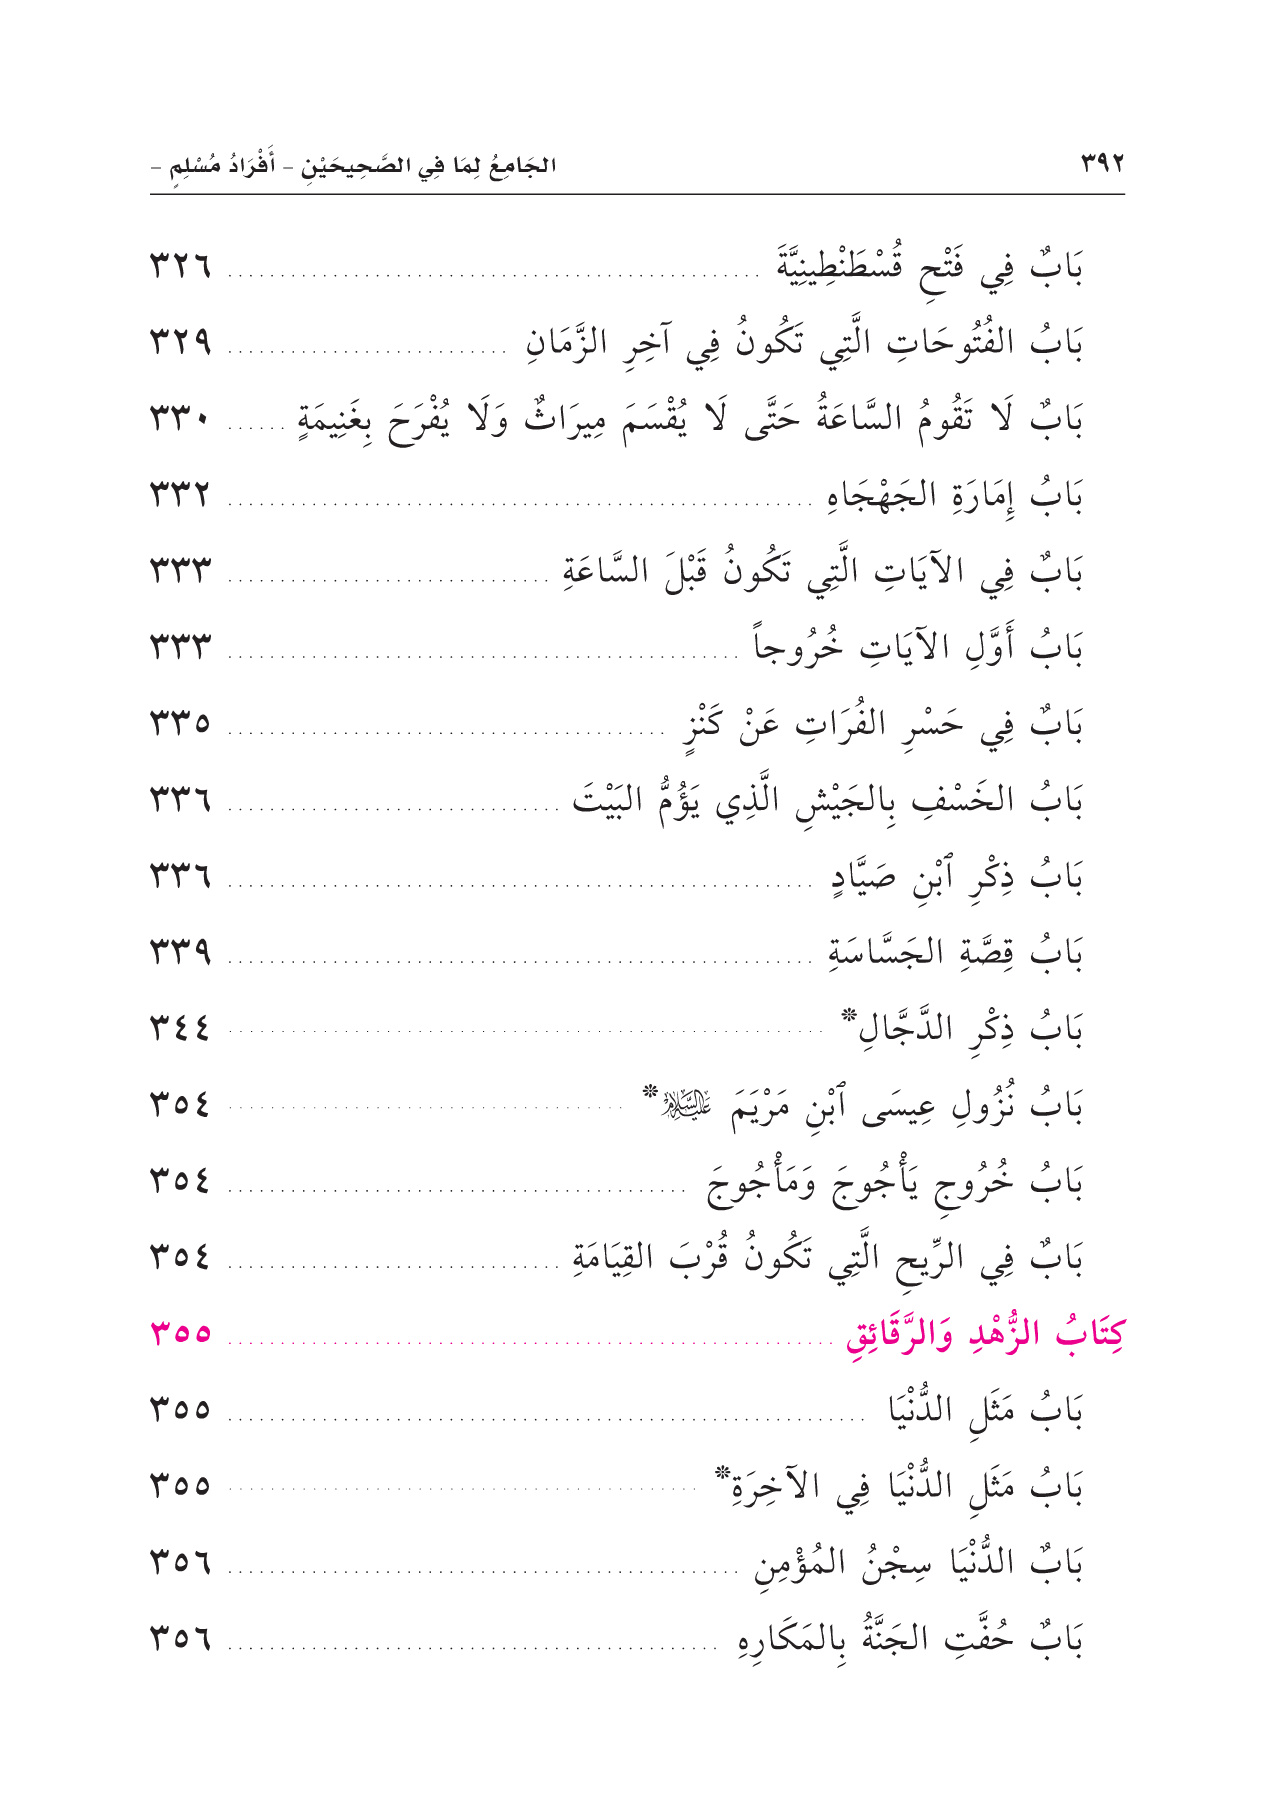 ٣٩٢ الجَامِعُ لِمَا فِي الصَّحِيحَيْنِ – أَفْرَادُ مُسْلِمٍ –
بَابٌ فِي فَتْحِ قُسْطَنْطِينِيَّةَ ................................ ٣٢٦
بَابُ الفُتُوحَاتِ الَّتِي تَكُونُ فِي آخِرِ الزَّمَانِ ................ ٣٢٩
بَابٌ لَا تَقُومُ السَّاعَةُ حَتَّى لَا يُقْسَمَ مِيرَاثٌ وَلَا يُفْرَحَ بِغَنِيمَةٍ ...... ٣٣٠
بَابُ إِمَارَةِ الجَهْجَاهِ ................................ ٣٣٢
بَابٌ فِي الآيَاتِ الَّتِي تَكُونُ قَبْلَ السَّاعَةِ ................ ٣٣٣
بَابُ أَوَّلِ الآيَاتِ خُرُوجاً ................................ ٣٣٣
بَابٌ فِي حَسْرِ الفُرَاتِ عَنْ كَنْزٍ ........................ ٣٣٥
بَابُ الخَسْفِ بِالجَيْشِ الَّذِي يَؤُمُّ البَيْتَ ................ ٣٣٦
بَابُ ذِكْرِ ٱبْنِ صَيَّادٍ ................................ ٣٣٦
بَابُ قِصَّةِ الجَسَّاسَةِ ................................ ٣٣٩
بَابُ ذِكْرِ الدَّجَّالِ* ................................ ٣٤٤
بَابُ نُزُولِ عِيسَى ٱبْنِ مَرْيَمَ عليه السلام* ........................ ٣٥٤
بَابُ خُرُوجِ يَأْجُوجَ وَمَأْجُوجَ ........................ ٣٥٤
بَابٌ فِي الرِّيحِ الَّتِي تَكُونُ قُرْبَ القِيَامَةِ ................ ٣٥٤
كِتَابُ الزُّهْدِ وَالرَّقَائِقِ ................................ ٣٥٥
بَابُ مَثَلِ الدُّنْيَا ................................ ٣٥٥
بَابُ مَثَلِ الدُّنْيَا فِي الآخِرَةِ* ........................ ٣٥٥
بَابٌ الدُّنْيَا سِجْنُ المُؤْمِنِ ................................ ٣٥٦
بَابٌ حُفَّتِ الجَنَّةُ بِالمَكَارِهِ ........................ ٣٥٦